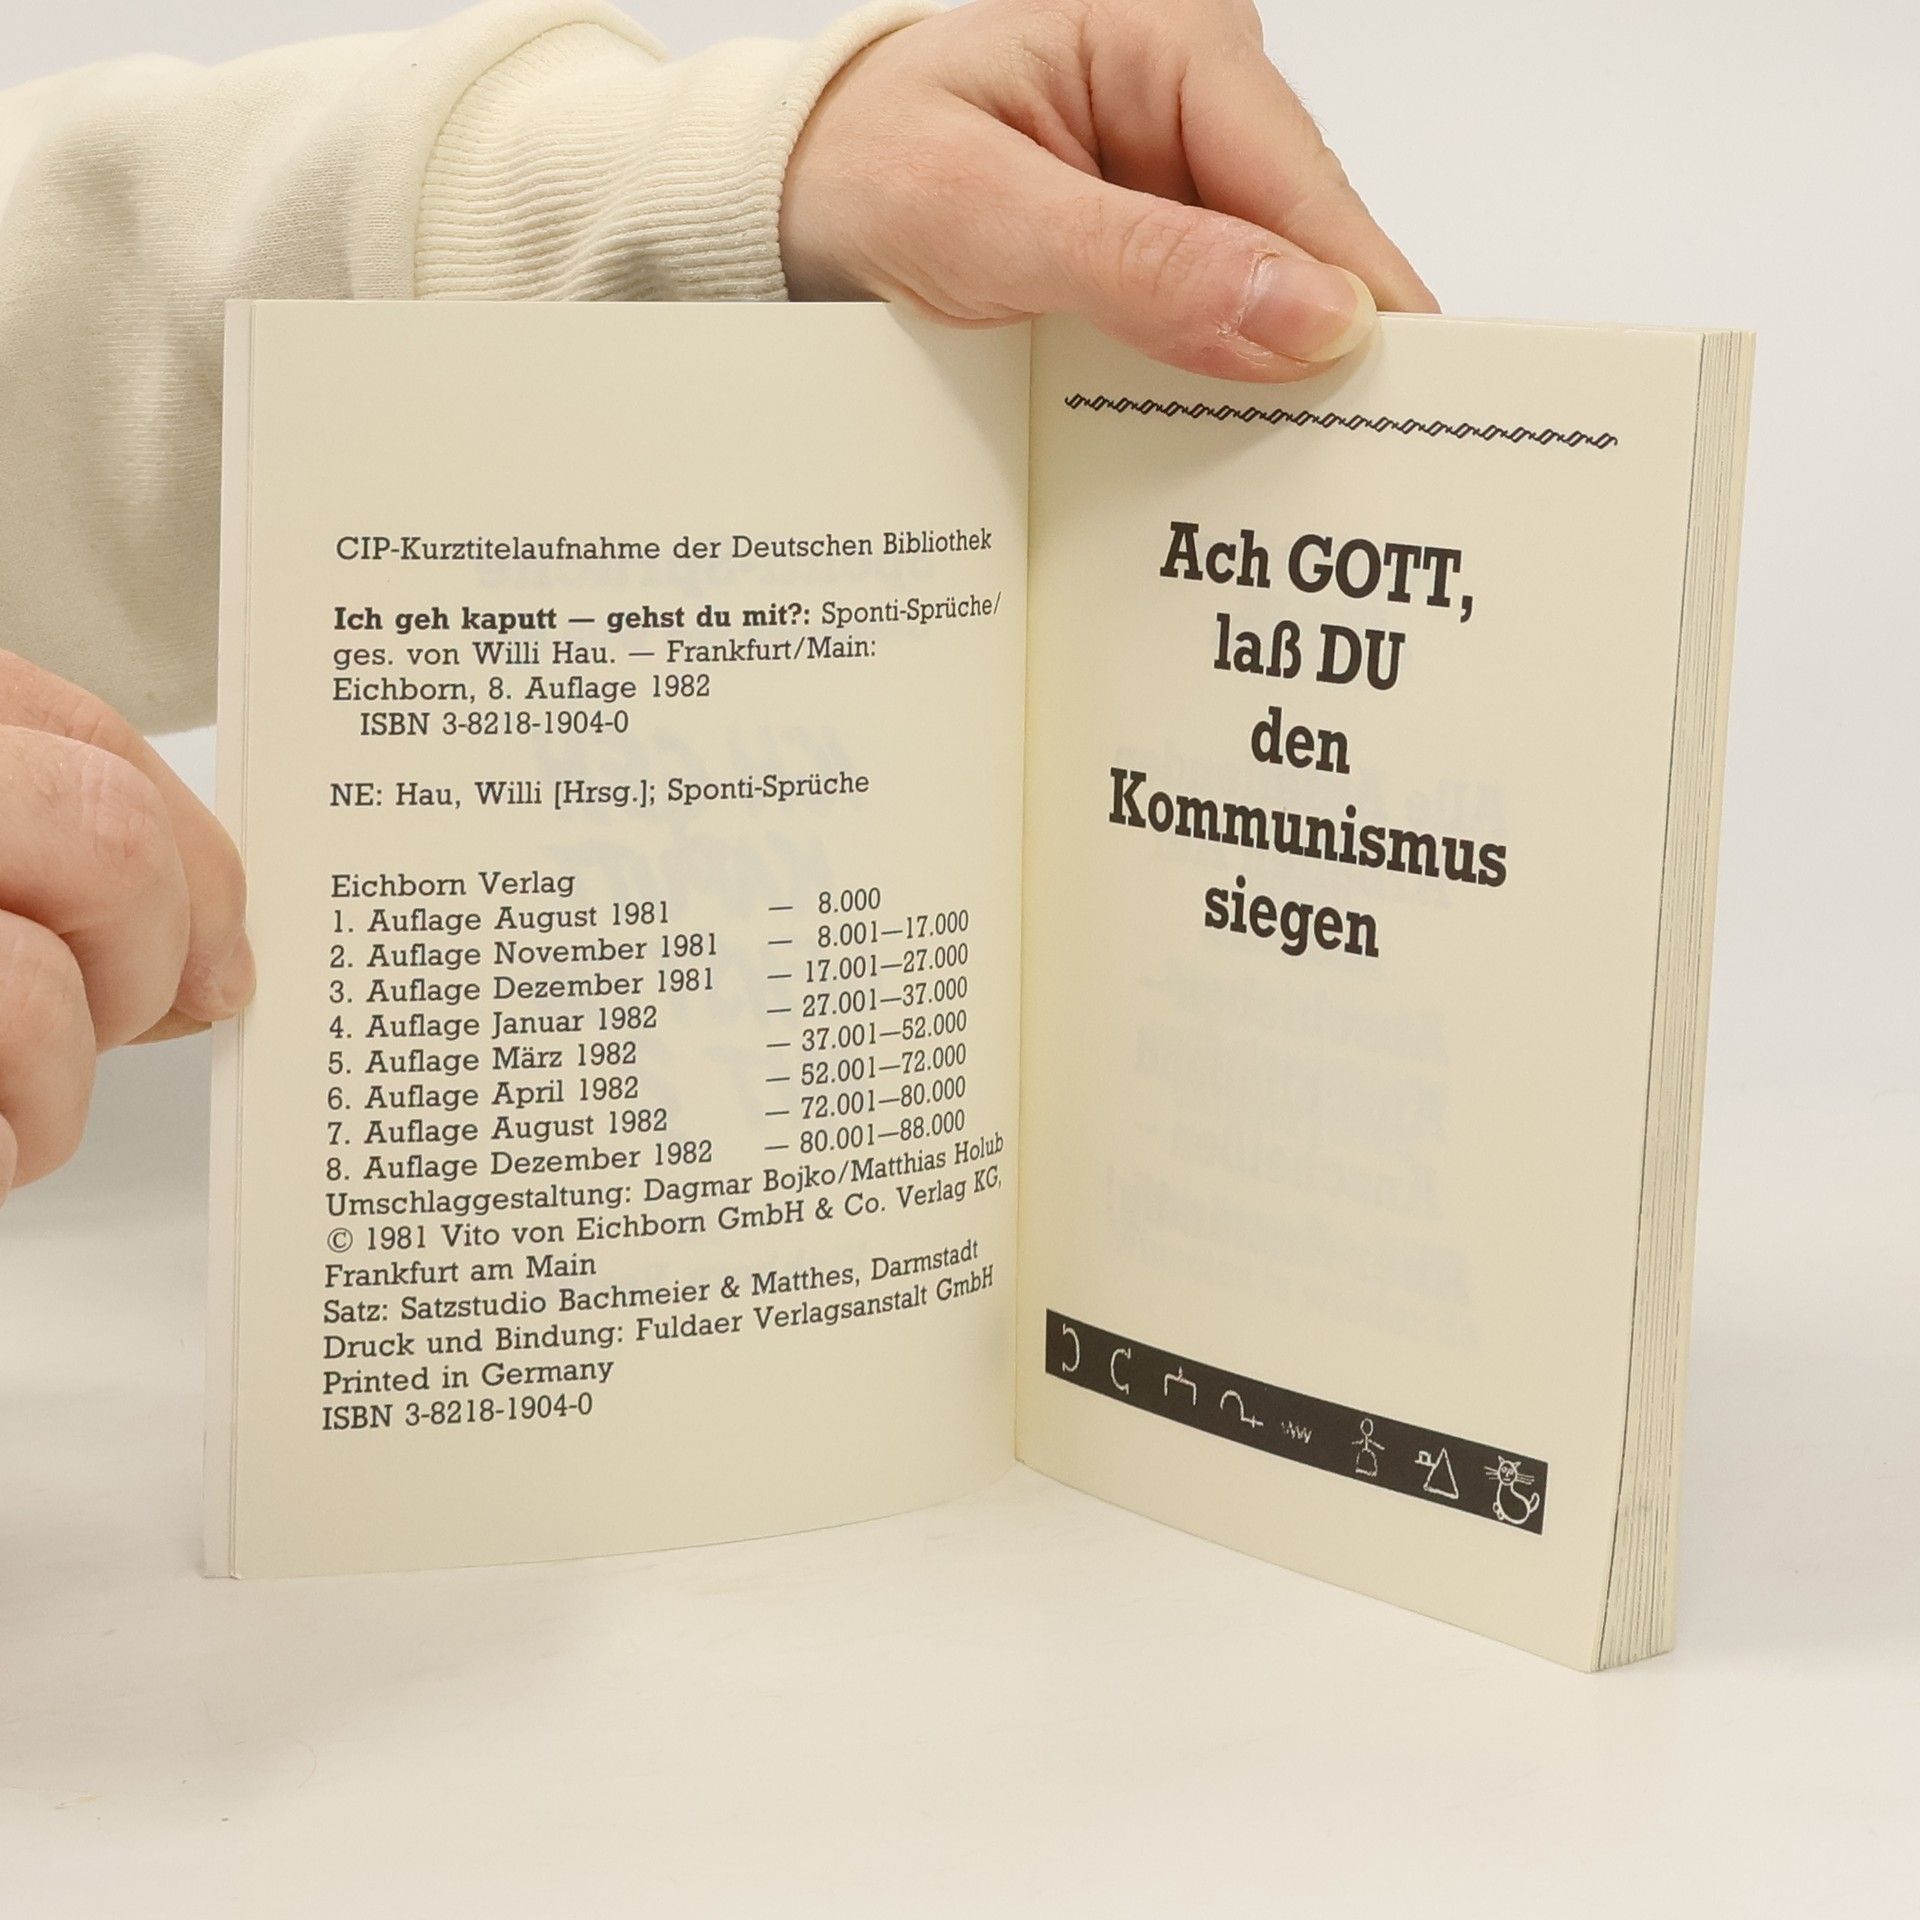 CIP-Kurztitelaufnahme der Deutschen Bibliothek
Ich geh kaputt — gehst du mit?: Sponti-Sprüche/
ges. von Willi Hau. — Frankfurt/Main:
Eichborn, 8. Auflage 1982
ISBN 3-8218-1904-0
NE: Hau, Willi [Hrsg.]; Sponti-Sprüche
Eichborn Verlag
1. Auflage August 1981 — 8.000
2. Auflage November 1981 — 8.001—17.000
3. Auflage Dezember 1981 — 17.001—27.000
4. Auflage Januar 1982 — 27.001—37.000
5. Auflage März 1982 — 37.001—52.000
6. Auflage April 1982 — 52.001—72.000
7. Auflage August 1982 — 72.001—80.000
8. Auflage Dezember 1982 — 80.001—88.000
Umschlaggestaltung: Dagmar Bojko/Matthias Holub
© 1981 Vito von Eichborn GmbH & Co. Verlag KG,
Frankfurt am Main
Satz: Satzstudio Bachmeier & Matthes, Darmstadt
Druck und Bindung: Fuldaer Verlagsanstalt GmbH
Printed in Germany
ISBN 3-8218-1904-0
Ach GOTT,
laß DU
den
Kommunismus
siegen